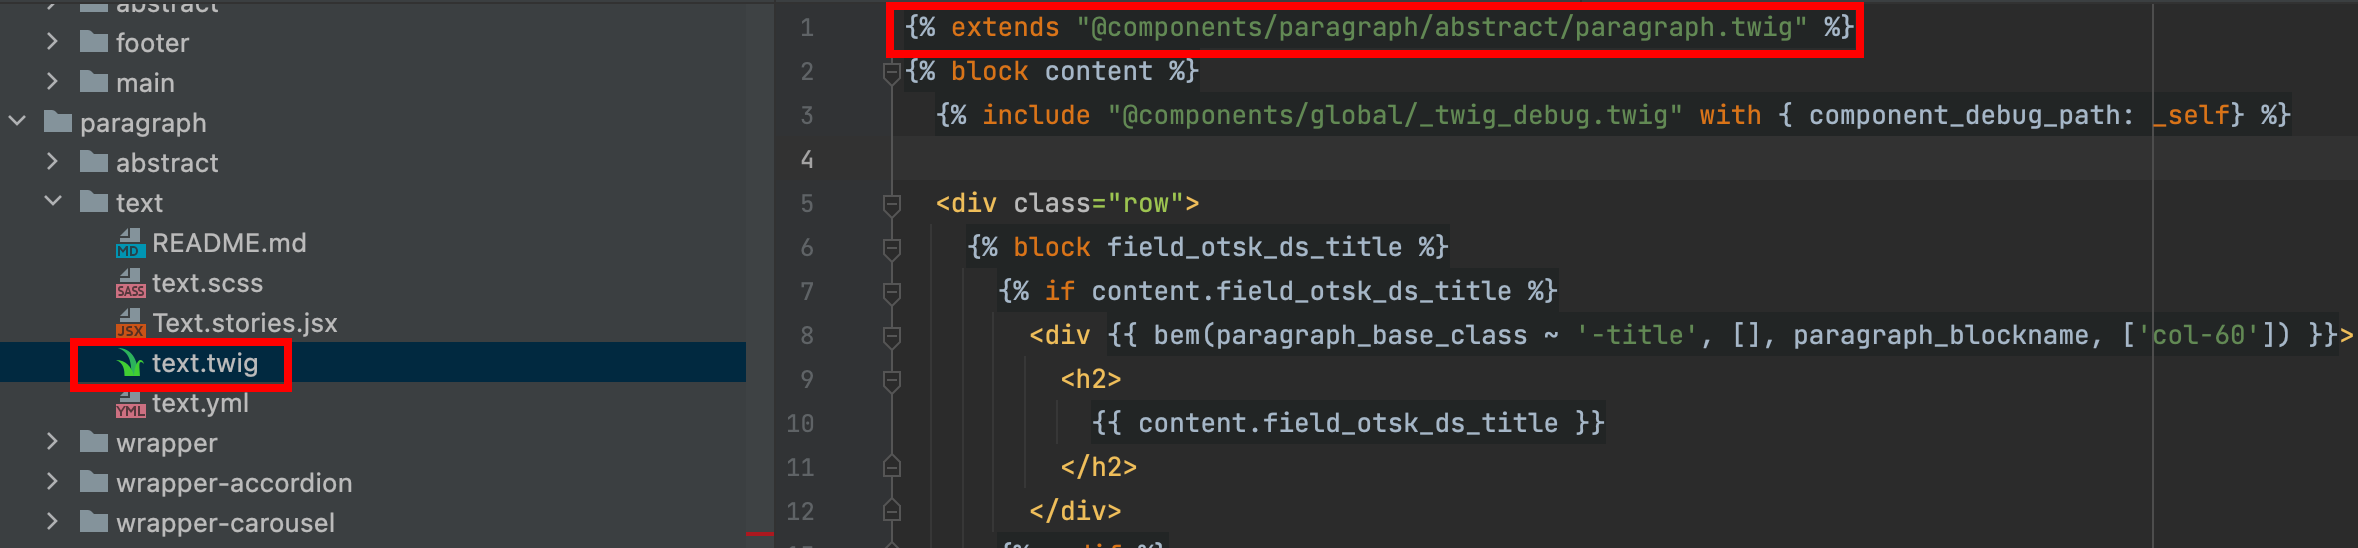 abstract
footer
main
paragraph
abstract
text
MD README.md
SASS text.scss
JSX Text.stories.jsx
text.twig
YML text.yml
wrapper
wrapper-accordion
wrapper-carousel
1 {% extends "@components/paragraph/abstract/paragraph.twig" %}
2 {% block content %}
3 {% include "@components/global/_twig_debug.twig" with { component_debug_path: _self} %}
4
5 <div class="row">
6 {% block field_otsk_ds_title %}
7 {% if content.field_otsk_ds_title %}
8 <div {{ bem(paragraph_base_class ~ '-title', [], paragraph_blockname, ['col-60']) }}>
9 <h2>
10 {{ content.field_otsk_ds_title }}
11 </h2>
12 </div>
{% endif %}